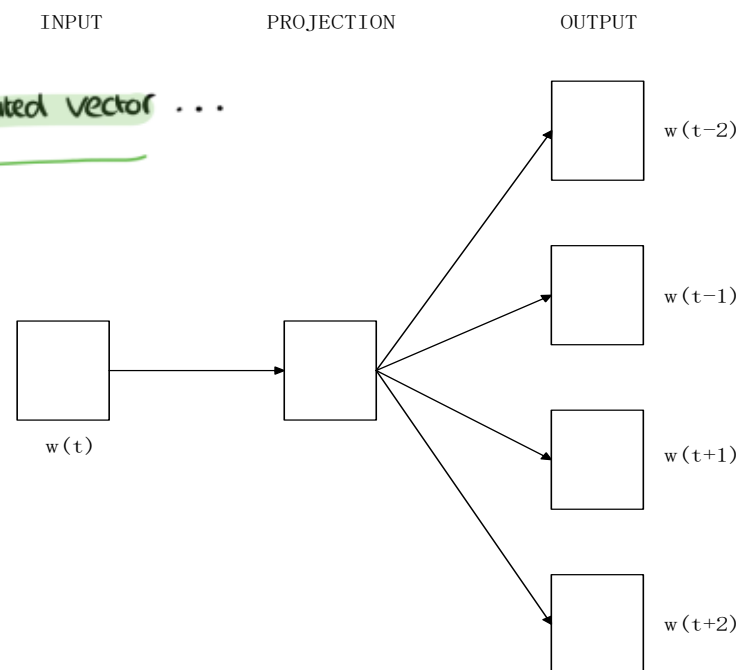 INPUT PROJECTION OUTPUT
vector ...
w(t-2)
w(t-1)
w(t)
w(t+1)
w(t+2)